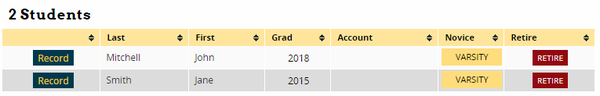 2 Students
Last First Grad Account Novice Retire
Record Mitchell John 2018 VARSITY RETIRE
Record Smith Jane 2015 VARSITY RETIRE